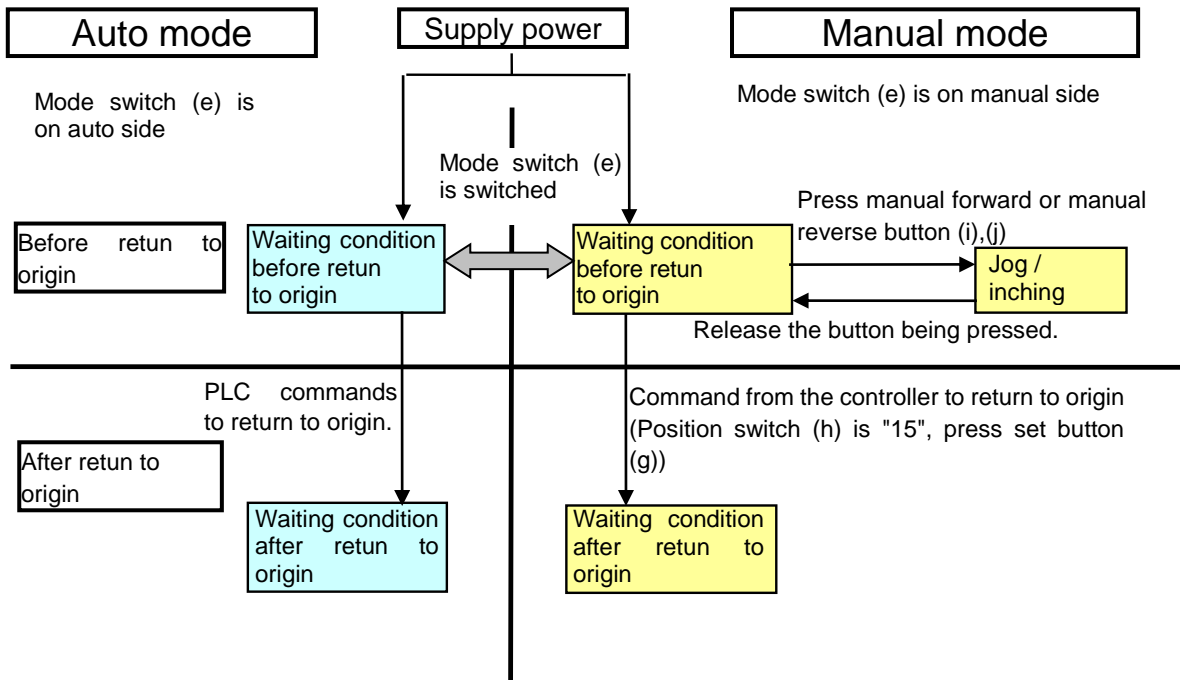 Auto mode
Supply power
Manual mode
Mode switch (e) is
on auto side
Mode switch (e) is on manual side
Mode switch (e)
is switched
Press manual forward or manual
reverse button (i),(j)
Before retun to
origin
Waiting condition
before retun
to origin
Waiting condition
before retun
to origin
Jog /
inching
Release the button being pressed.
PLC commands
to return to origin.
Command from the controller to return to origin
(Position switch (h) is "15", press set button
(g))
After retun to
origin
Waiting condition
after retun to
origin
Waiting condition
after retun to
origin